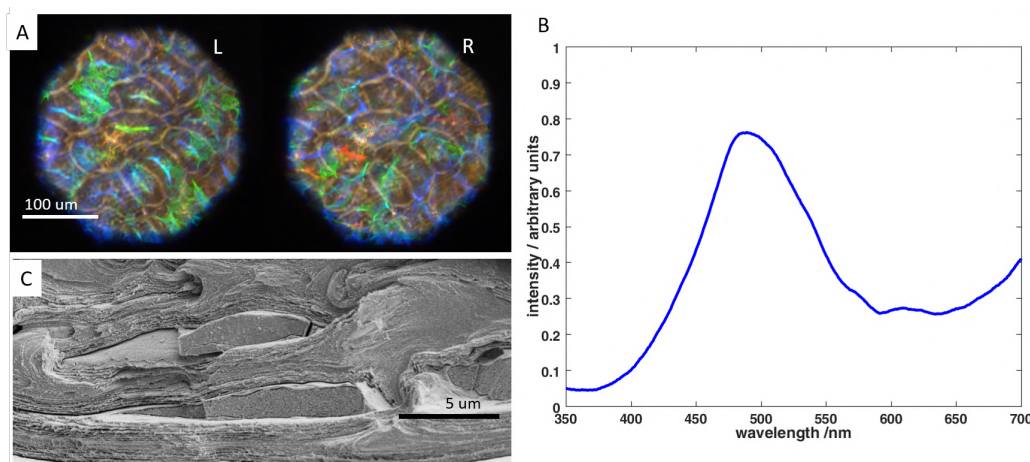 A
L
R
100 um
C
5 um
B
intensity / arbitrary units
1
0.9
0.8
0.7
0.6
0.5
0.4
0.3
0.2
0.1
0
350 400 450 500 550 600 650 700
wavelength /nm